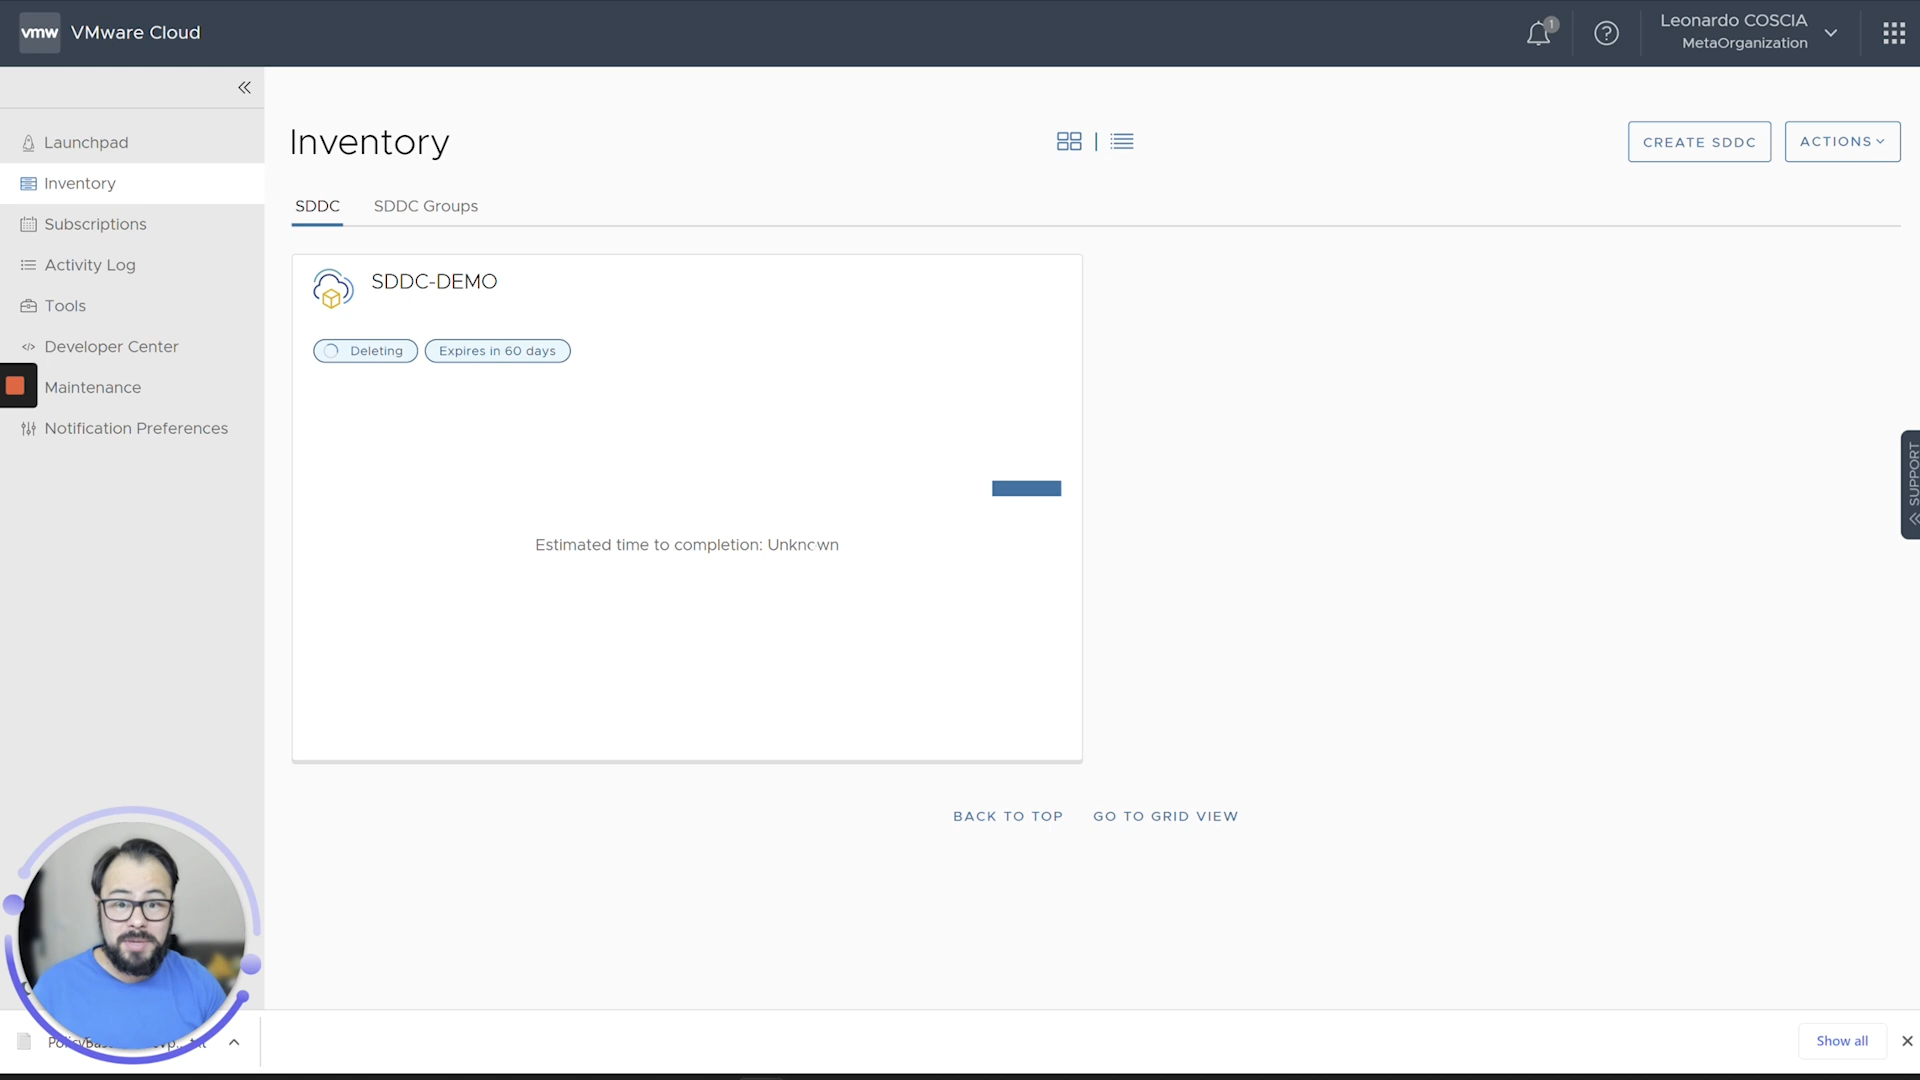 vmw VMware Cloud
1
Leonardo COSCIA
MetaOrganization
Launchpad
Inventory
Subscriptions
Activity Log
Tools
Developer Center
Maintenance
Notification Preferences
Inventory
CREATE SDDC
ACTIONS
SDDC
SDDC Groups
SDDC-DEMO
Deleting
Expires in 60 days
Estimated time to completion: Unknown
BACK TO TOP
GO TO GRID VIEW
SUPPORT
Show all